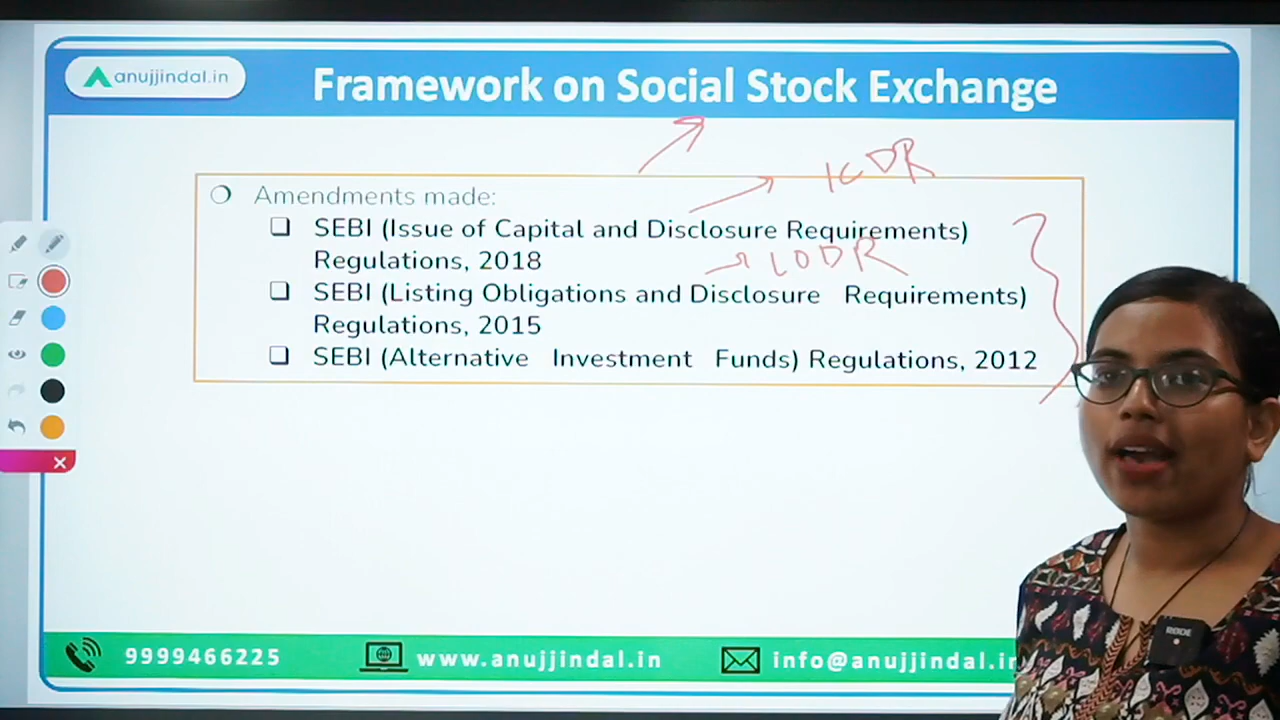 anujjindal.in
Framework on Social Stock Exchange
ICDR
Amendments made:
SEBI (Issue of Capital and Disclosure Requirements)
Regulations, 2018
LODR
SEBI (Listing Obligations and Disclosure Requirements)
Regulations, 2015
SEBI (Alternative Investment Funds) Regulations, 2012
RØDE
9999466225
www.anujjindal.in
info@anujjindal.in